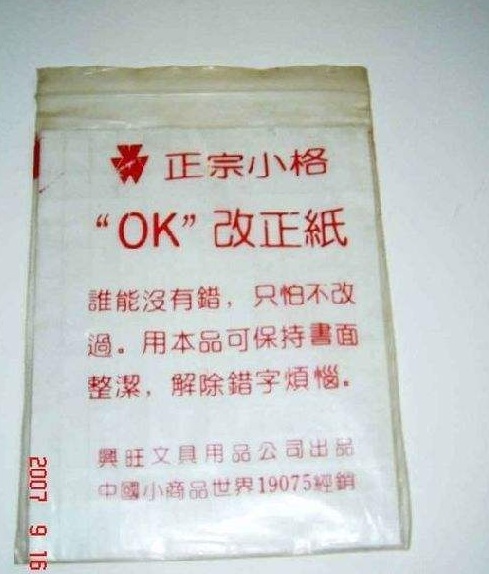 正宗小格
“OK”改正紙
誰能沒有錯，只怕不改
過。用本品可保持書面
整潔，解除錯字煩惱。
興旺文具用品公司出品
中國小商品世界19075經銷
2007 9 16